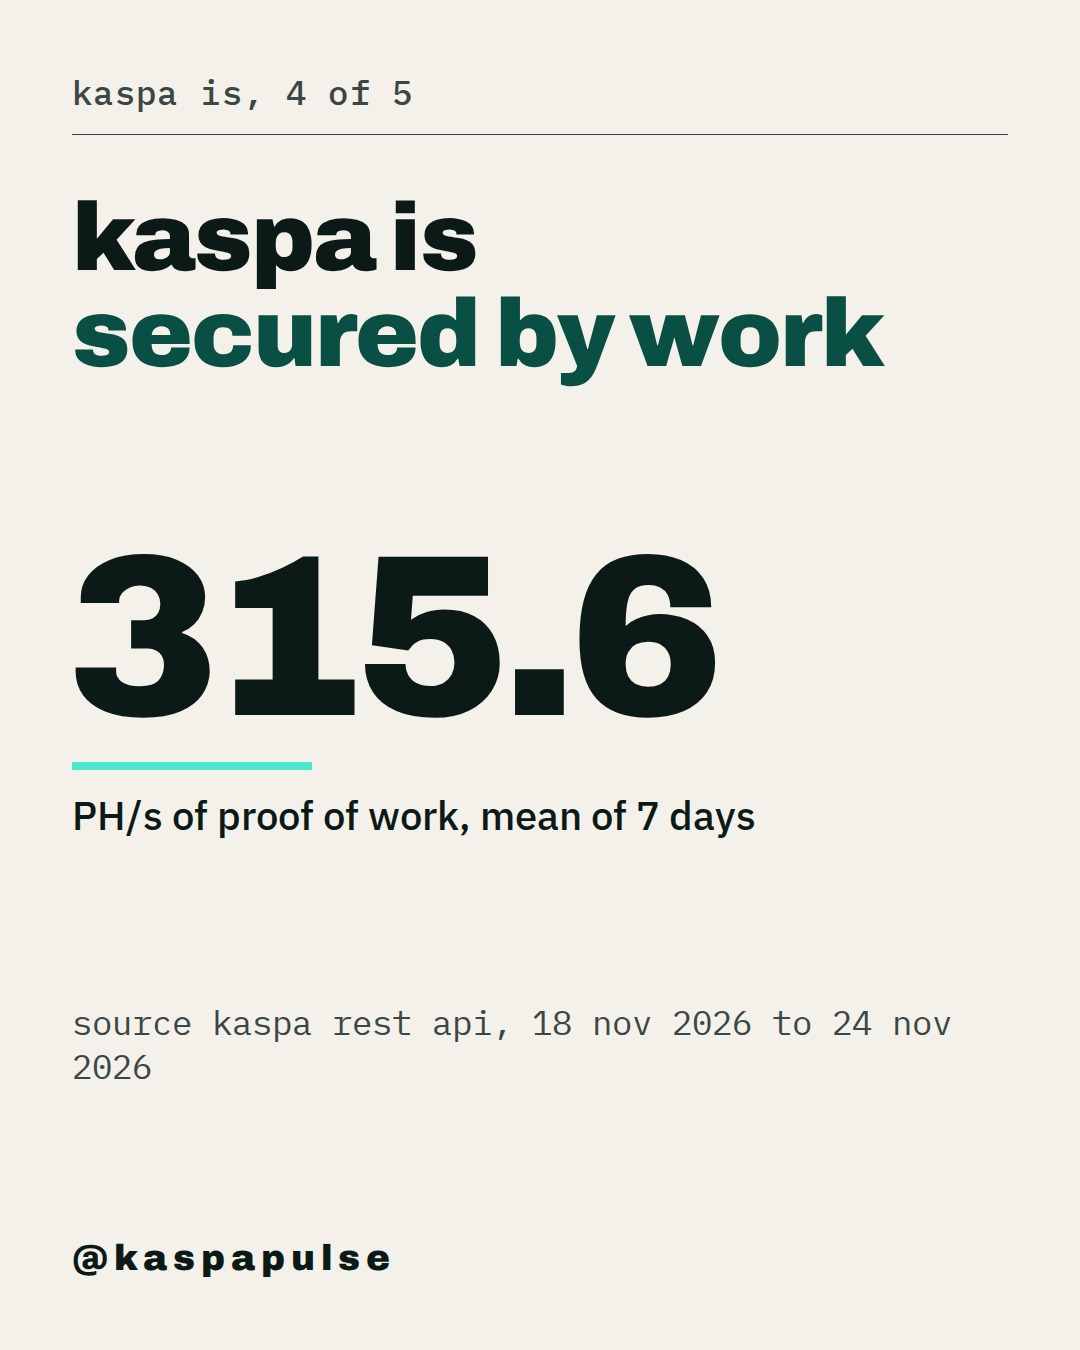 kaspa is, 4 of 5
kaspa is
secured by work
315.6
PH/s of proof of work, mean of 7 days
source kaspa rest api, 18 nov 2026 to 24 nov
2026
@kaspapulse